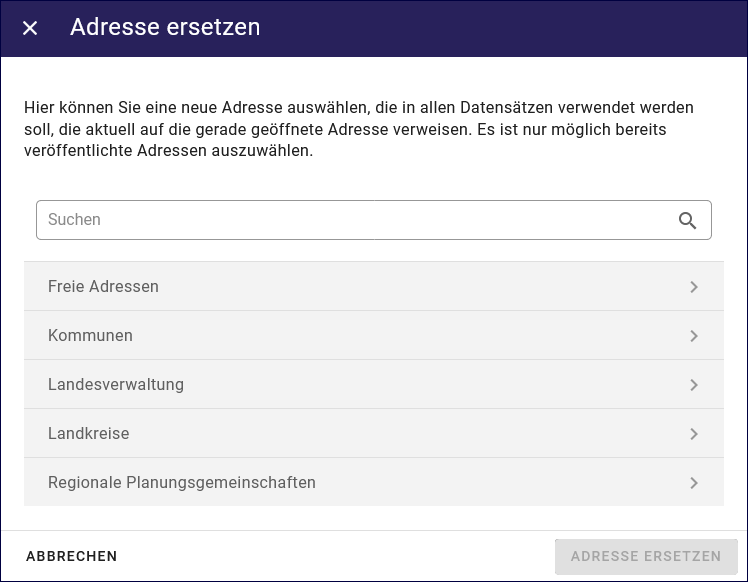 Adresse ersetzen
Hier können Sie eine neue Adresse auswählen, die in allen Datensätzen verwendet werden
soll, die aktuell auf die gerade geöffnete Adresse verweisen. Es ist nur möglich bereits
veröffentlichte Adressen auszuwählen.
Suchen
Freie Adressen
Kommunen
Landesverwaltung
Landkreise
Regionale Planungsgemeinschaften
ABBRECHEN
ADRESSE ERSETZEN